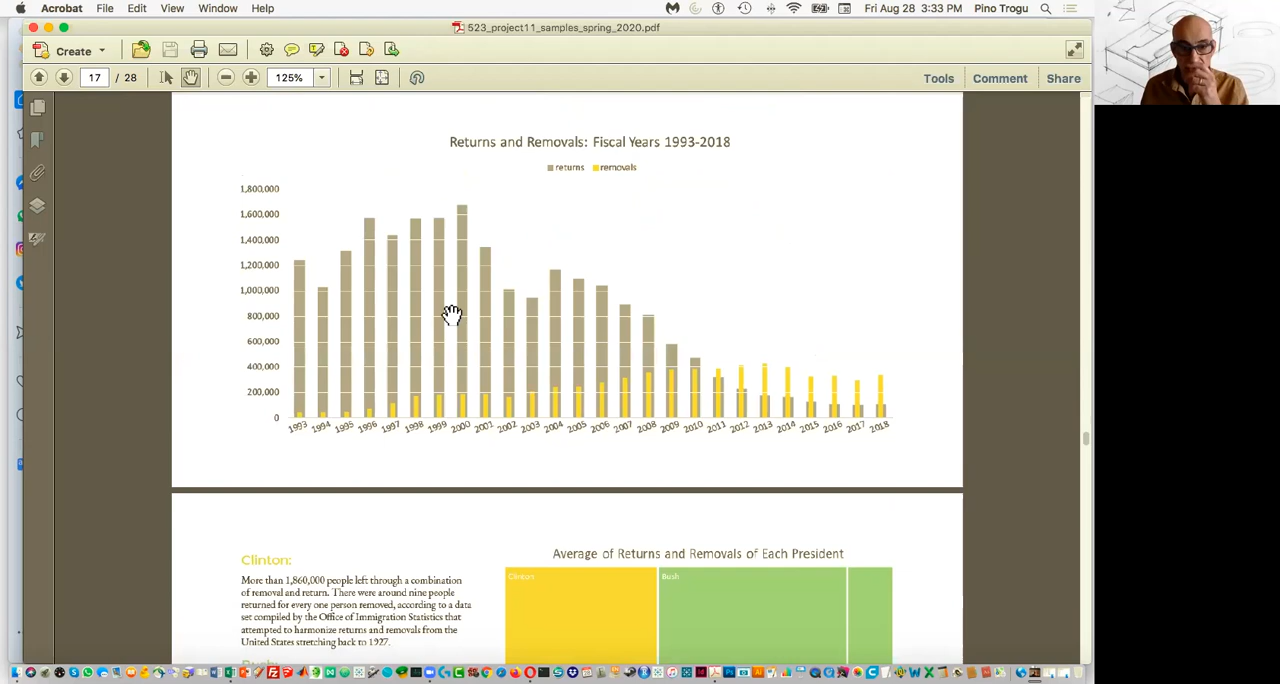 Acrobat File Edit View Window Help Fri Aug 28 3:33 PM Pino Trogu
523_project11_samples_spring_2020.pdf
Create
17 / 28 125% Tools Comment Share
Returns and Removals: Fiscal Years 1993-2018
returns removals
1,800,000
1,600,000
1,400,000
1,200,000
1,000,000
800,000
600,000
400,000
200,000
0
1993 1994 1995 1996 1997 1998 1999 2000 2001 2002 2003 2004 2005 2006 2007 2008 2009 2010 2011 2012 2013 2014 2015 2016 2017 2018
Clinton:
More than 1,860,000 people left through a combination
of removal and return. There were around nine people
returned for every one person removed, according to a data
set compiled by the Office of Immigration Statistics that
attempted to harmonize returns and removals from the
United States stretching back to 1927.
Average of Returns and Removals of Each President
Clinton Bush